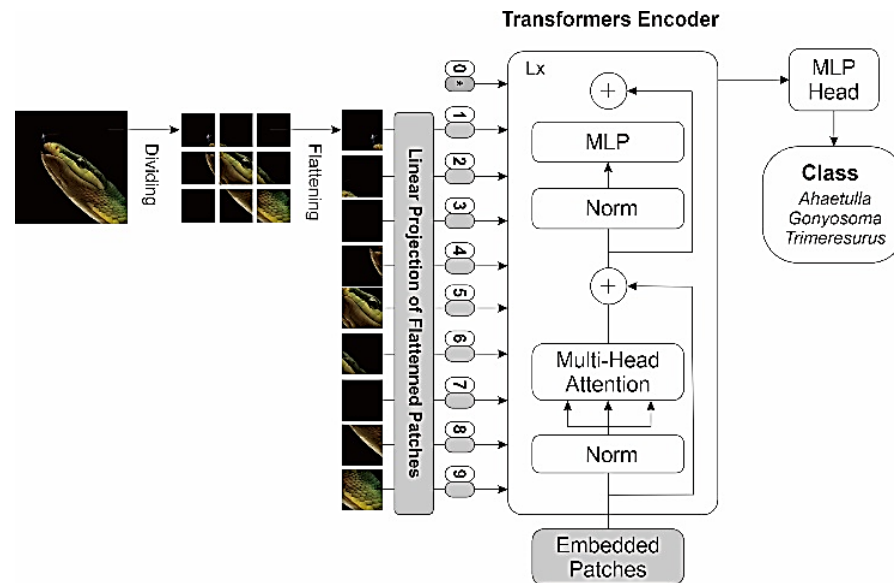 Transformers Encoder
Dividing
Flattening
Linear Projection of Flattenned Patches
0
*
1
2
3
4
5
6
7
8
9
Lx
+
MLP
Norm
+
Multi-Head
Attention
Norm
Embedded
Patches
MLP
Head
Class
Ahaetulla
Gonyosoma
Trimeresurus